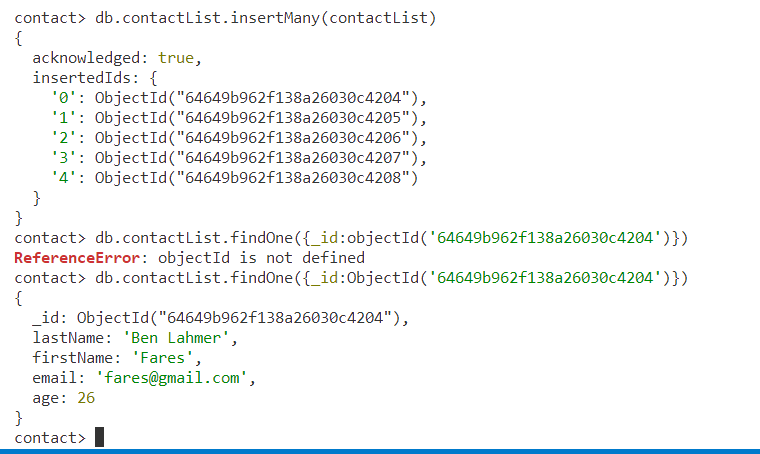 contact> db.contactList.insertMany(contactList)
{
  acknowledged: true,
  insertedIds: {
    '0': ObjectId("64649b962f138a26030c4204"),
    '1': ObjectId("64649b962f138a26030c4205"),
    '2': ObjectId("64649b962f138a26030c4206"),
    '3': ObjectId("64649b962f138a26030c4207"),
    '4': ObjectId("64649b962f138a26030c4208")
  }
}
contact> db.contactList.findOne({_id:objectId('64649b962f138a26030c4204')})
ReferenceError: objectId is not defined
contact> db.contactList.findOne({_id:ObjectId('64649b962f138a26030c4204')})
{
  _id: ObjectId("64649b962f138a26030c4204"),
  lastName: 'Ben Lahmer',
  firstName: 'Fares',
  email: 'fares@gmail.com',
  age: 26
}
contact>